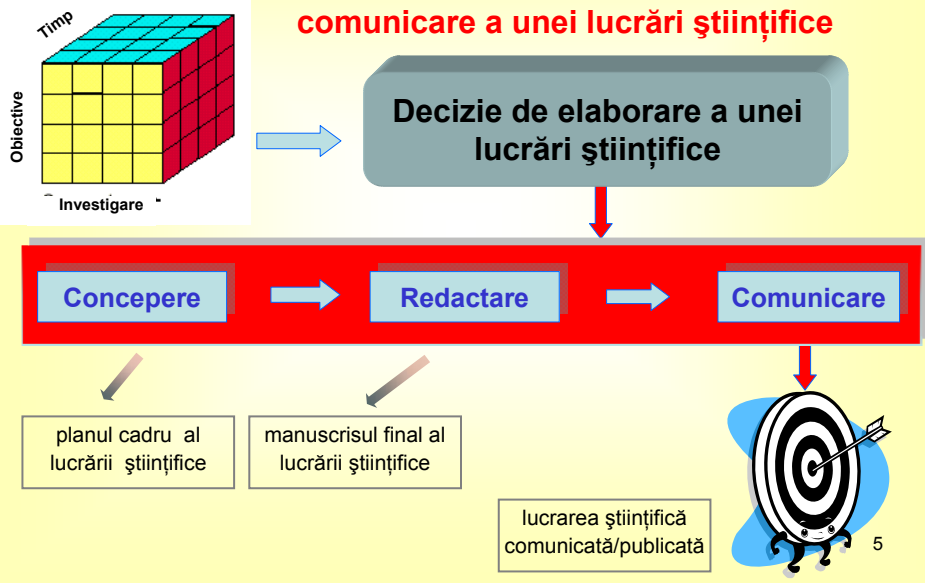 comunicare a unei lucrări ştiinţifice
Timp
Obiective
Investigare
Decizie de elaborare a unei
lucrări ştiinţifice
Concepere
Redactare
Comunicare
planul cadru al
lucrării ştiinţifice
manuscrisul final al
lucrării ştiinţifice
lucrarea ştiinţifică
comunicată/publicată
5